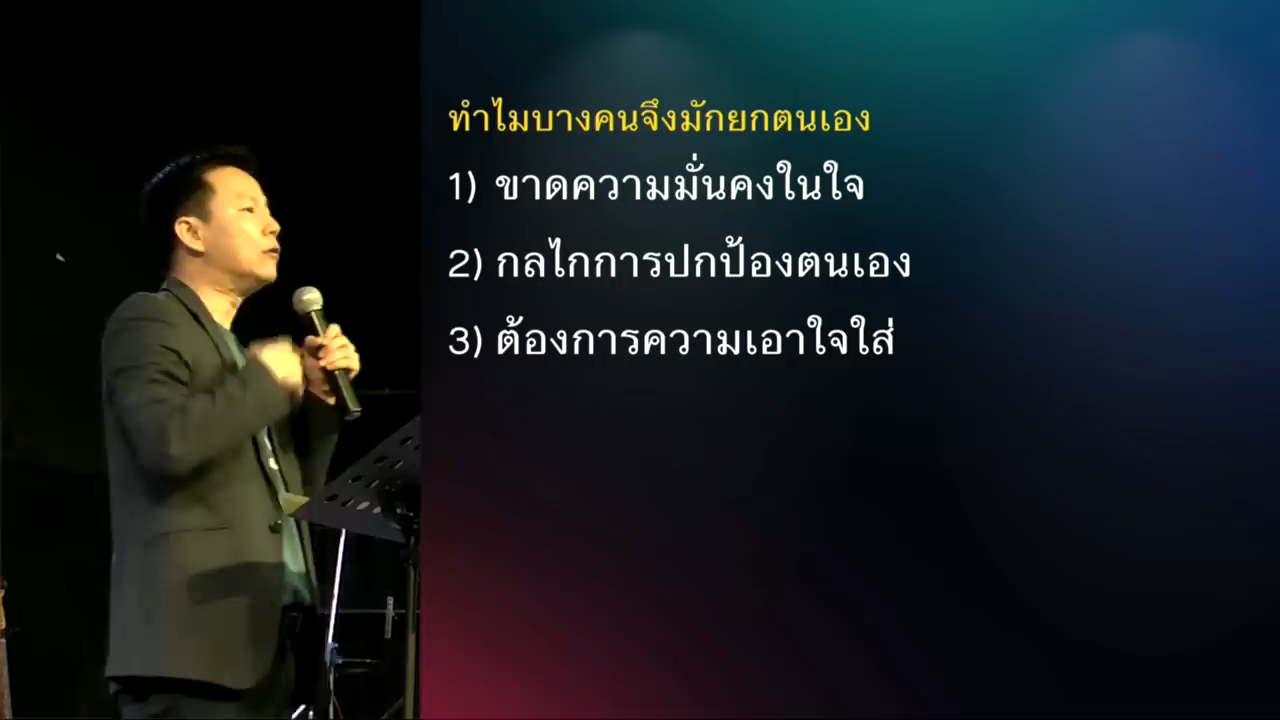 ทำไมบางคนจึงมักยกตนเอง
1) ขาดความมั่นคงในใจ
2) กลไกการปกป้องตนเอง
3) ต้องการความเอาใจใส่